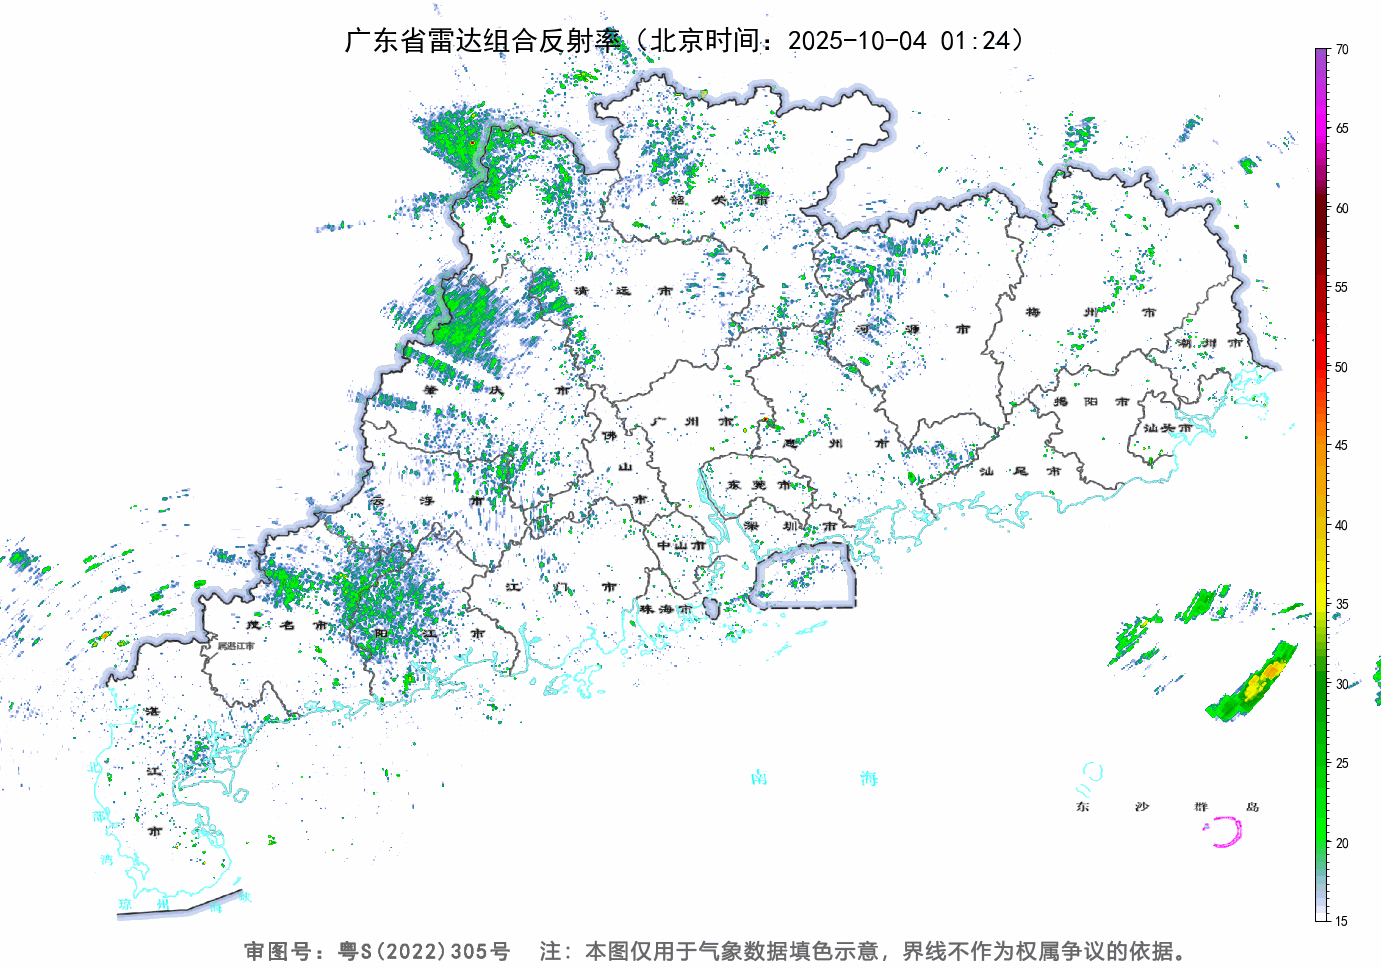 广东省雷达组合反射率（北京时间：2025-10-04 01:24）
70
65
60
55
50
45
40
35
30
25
20
15
韶关市
清远市
河源市
梅州市
潮州市
肇庆市
广州市
惠州市
揭阳市
汕头市
佛山市
东莞市
汕尾市
云浮市
深圳市
中山市
江门市
珠海市
茂名市
阳江市
属湛江市
湛江市
南海
东沙群岛
北部湾
琼州海峡
审图号：粤S(2022)305号 注：本图仅用于气象数据填色示意，界线不作为权属争议的依据。